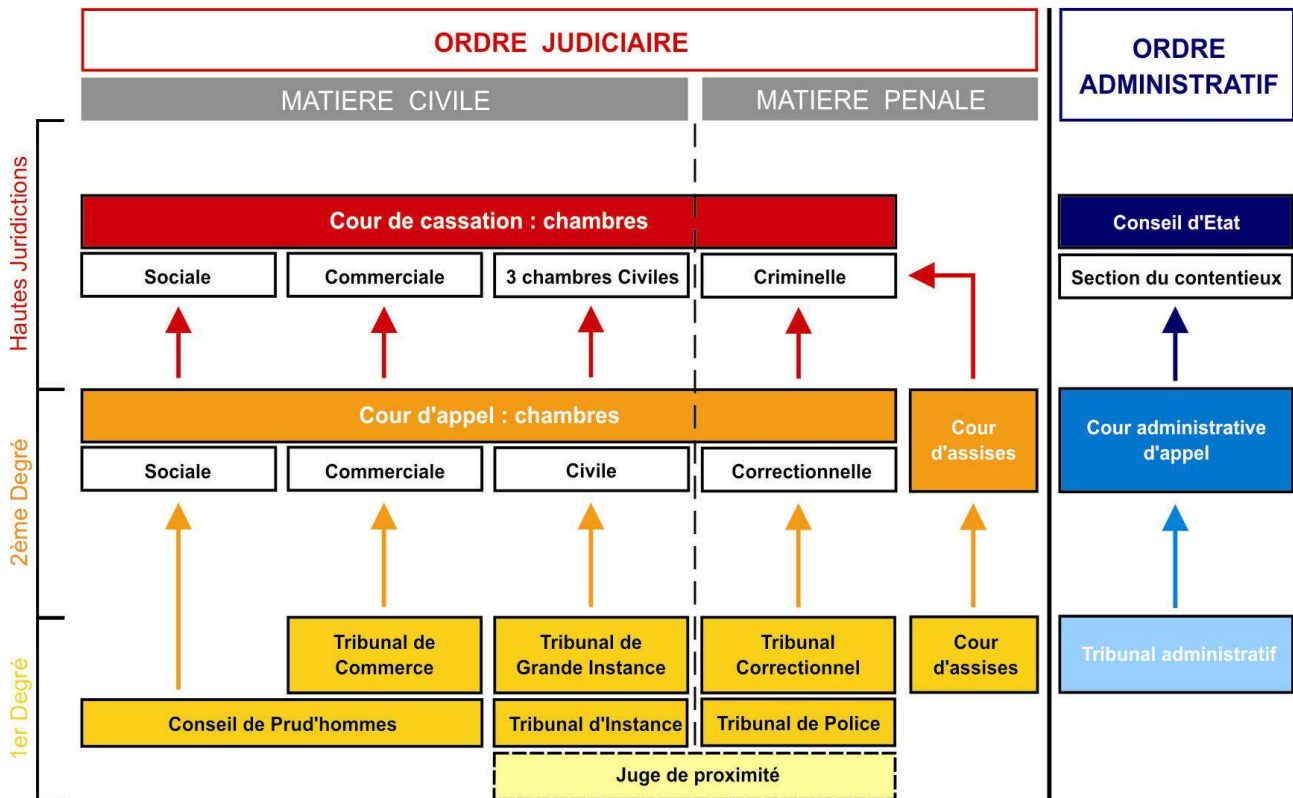 ORDRE JUDICIAIRE
ORDRE
ADMINISTRATIF
MATIERE CIVILE
MATIERE PENALE
Hautes Juridictions
Cour de cassation : chambres
Conseil d'Etat
Sociale
Commerciale
3 chambres Civiles
Criminelle
Section du contentieux
2ème Degré
Cour d'appel : chambres
Cour
d'assises
Cour administrative
d'appel
Sociale
Commerciale
Civile
Correctionnelle
1er Degré
Tribunal de
Commerce
Tribunal de
Grande Instance
Tribunal
Correctionnel
Cour
d'assises
Tribunal administratif
Conseil de Prud'hommes
Tribunal d'Instance
Tribunal de Police
Juge de proximité